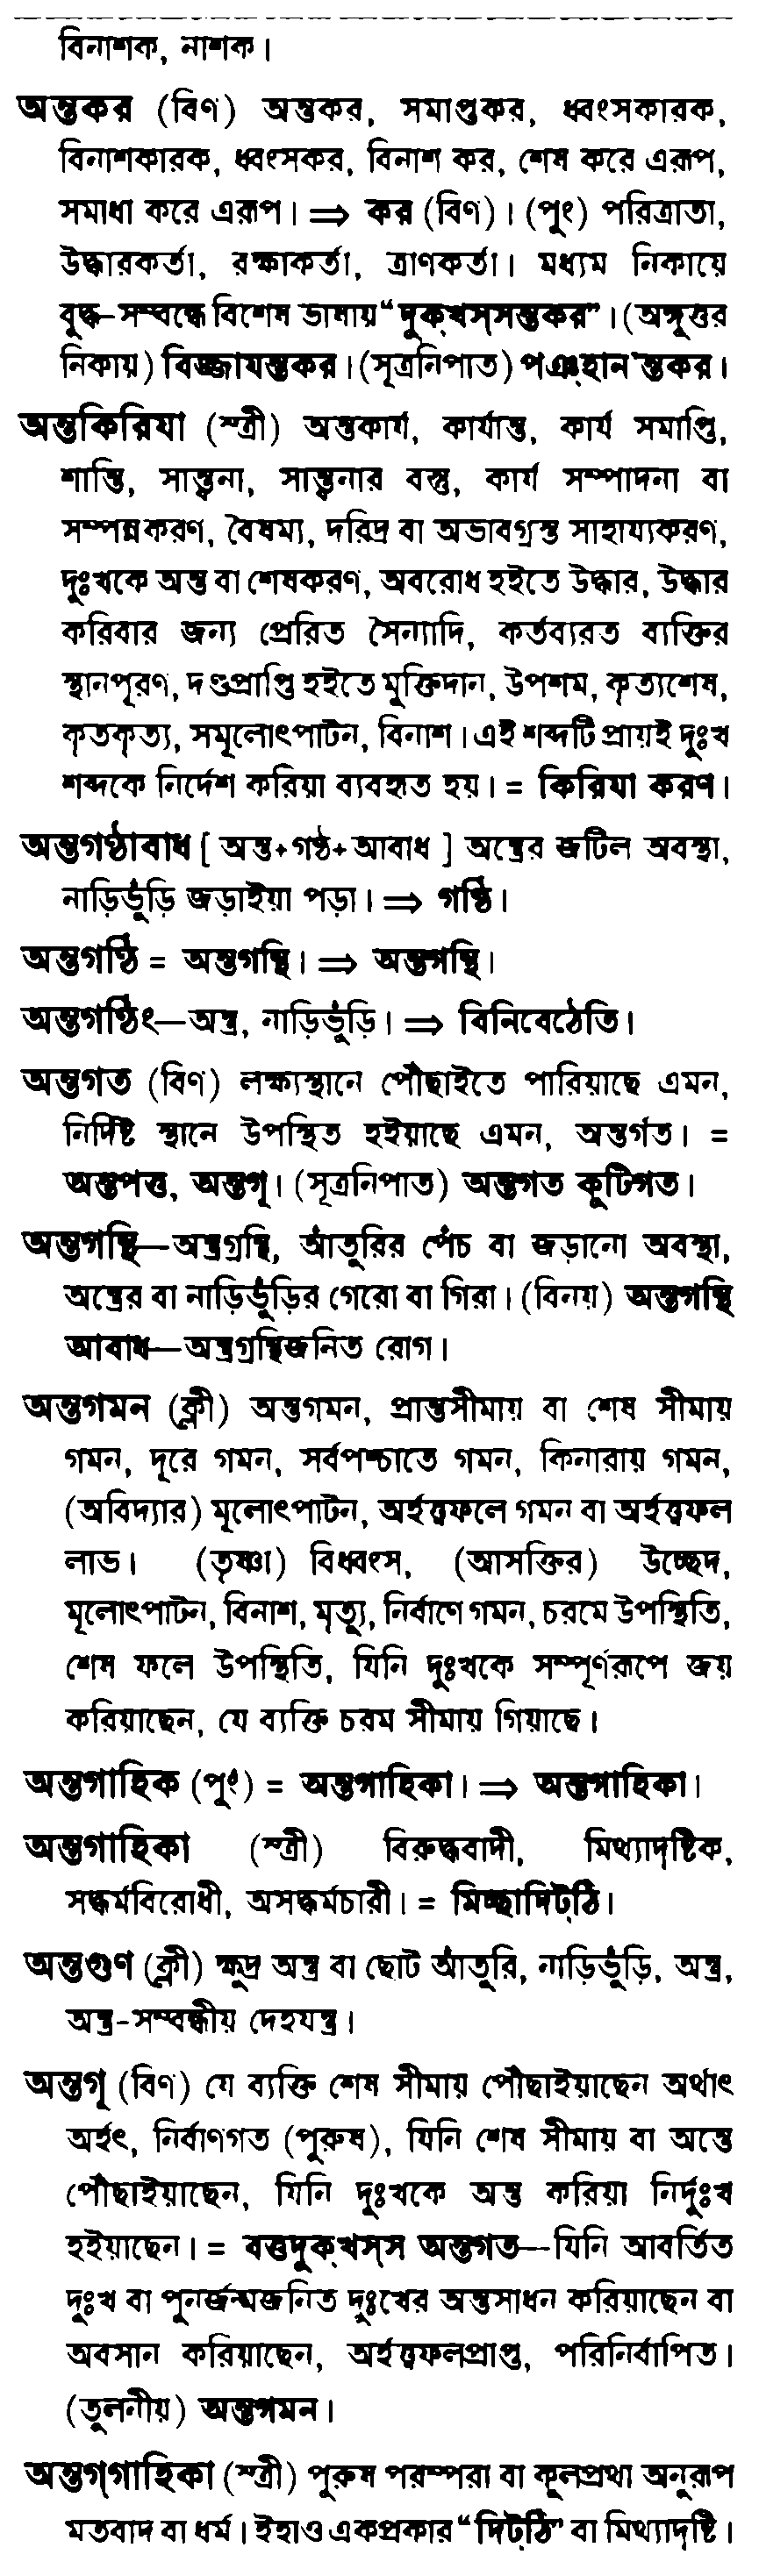 বিনাশক, নাশক।
অন্তকর (বিণ) অন্তকর, সমাপ্তকর, ধ্বংসকারক,
বিনাশকারক, ধ্বংসকর, বিনাশ কর, শেষ করে এরূপ,
সমাধা করে এরূপ। ⇒ কর (বিণ)। (পুং) পরিত্রাতা,
উদ্ধারকর্তা, রক্ষাকর্তা, ত্রাণকর্তা। মধ্যম নিকায়ে
বুদ্ধ–সম্বন্ধে বিশেষ ভাষায় “দুক্খস্সন্তকর”। (অঙ্গুত্তর
নিকায়) বিজ্জাযন্তকর। (সূত্রনিপাত) পঞ্হান'ন্তকর।
অন্তকিরিযা (স্ত্রী) অন্তকার্য, কার্যান্ত, কার্য সমাপ্তি,
শাস্তি, সান্ত্বনা, সান্ত্বনার বস্তু, কার্য সম্পাদনা বা
সম্পন্নকরণ, বৈষম্য, দরিদ্র বা অভাবগ্রস্ত সাহায্যকরণ,
দুঃখকে অন্ত বা শেষকরণ, অবরোধ হইতে উদ্ধার, উদ্ধার
করিবার জন্য প্রেরিত সৈন্যাদি, কর্তব্যরত ব্যক্তির
স্থানপূরণ, দণ্ডপ্রাপ্তি হইতে মুক্তিদান, উপশম, কৃত্যশেষ,
কৃতকৃত্য, সমূলোৎপাটন, বিনাশ। এই শব্দটি প্রায়ই দুঃখ
শব্দকে নির্দেশ করিয়া ব্যবহৃত হয়। = কিরিযা করণ।
অন্তগণ্ঠাবাধ [ অন্ত+গণ্ঠ+আবাধ ] অন্ত্রের জটিল অবস্থা,
নাড়িভুঁড়ি জড়াইয়া পড়া। ⇒ গণ্ঠি।
অন্তগণ্ঠি = অন্তগন্থি। ⇒ অন্তগন্থি।
অন্তগণ্ঠিং—অন্ত্র, নাড়িভুঁড়ি। ⇒ বিনিবেঠেতি।
অন্তগত (বিণ) লক্ষ্যস্থানে পৌঁছাইতে পারিয়াছে এমন,
নির্দিষ্ট স্থানে উপস্থিত হইয়াছে এমন, অন্তর্গত। =
অন্তপত্ত, অন্তগূ। (সূত্রনিপাত) অন্তগত কুটিগত।
অন্তগন্থি—অন্ত্রগ্রন্থি, আঁতুরির পেঁচ বা জড়ানো অবস্থা,
অন্ত্রের বা নাড়িভুঁড়ির গেরো বা গিরা। (বিনয়) অন্তগন্থি
আবাধ—অন্ত্রগ্রন্থিজনিত রোগ।
অন্তগমন (ক্লী) অন্তগমন, প্রান্তসীমায় বা শেষ সীমায়
গমন, দূরে গমন, সর্বপশ্চাতে গমন, কিনারায় গমন,
(অবিদ্যার) মূলোৎপাটন, অর্হত্ত্বফলে গমন বা অর্হত্ত্বফল
লাভ। (তৃষ্ণা) বিধ্বংস, (আসক্তির) উচ্ছেদ,
মূলোৎপাটন, বিনাশ, মৃত্যু, নির্বাণে গমন, চরমে উপস্থিতি,
শেষ ফলে উপস্থিতি, যিনি দুঃখকে সম্পূর্ণরূপে জয়
করিয়াছেন, যে ব্যক্তি চরম সীমায় গিয়াছে।
অন্তগাহিক (পুং) = অন্তগাহিকা। ⇒ অন্তগাহিকা।
অন্তগাহিকা (স্ত্রী) বিরুদ্ধবাদী, মিথ্যাদৃষ্টিক,
সদ্ধর্মবিরোধী, অসদ্ধর্মচারী। = মিচ্ছাদিট্ঠি।
অন্তগুণ (ক্লী) ক্ষুদ্র অন্ত্র বা ছোট আঁতুরি, নাড়িভুঁড়ি, অন্ত্র,
অন্ত্র-সম্বন্ধীয় দেহযন্ত্র।
অন্তগূ (বিণ) যে ব্যক্তি শেষ সীমায় পৌঁছাইয়াছেন অর্থাৎ
অর্হৎ, নির্বাণগত (পুরুষ), যিনি শেষ সীমায় বা অন্তে
পৌঁছাইয়াছেন, যিনি দুঃখকে অন্ত করিয়া নির্দুঃখ
হইয়াছেন। = বত্তদুক্খস্স অন্তগত—যিনি আবর্তিত
দুঃখ বা পুনর্জন্মজনিত দুঃখের অন্তসাধন করিয়াছেন বা
অবসান করিয়াছেন, অর্হত্ত্বফলপ্রাপ্ত, পরিনির্বাপিত।
(তুলনীয়) অন্তগমন।
অন্তগ্গাহিকা (স্ত্রী) পুরুষ পরম্পরা বা কূলপ্রথা অনুরূপ
মতবাদ বা ধর্ম। ইহাও একপ্রকার “দিট্ঠি” বা মিথ্যাদৃষ্টি।